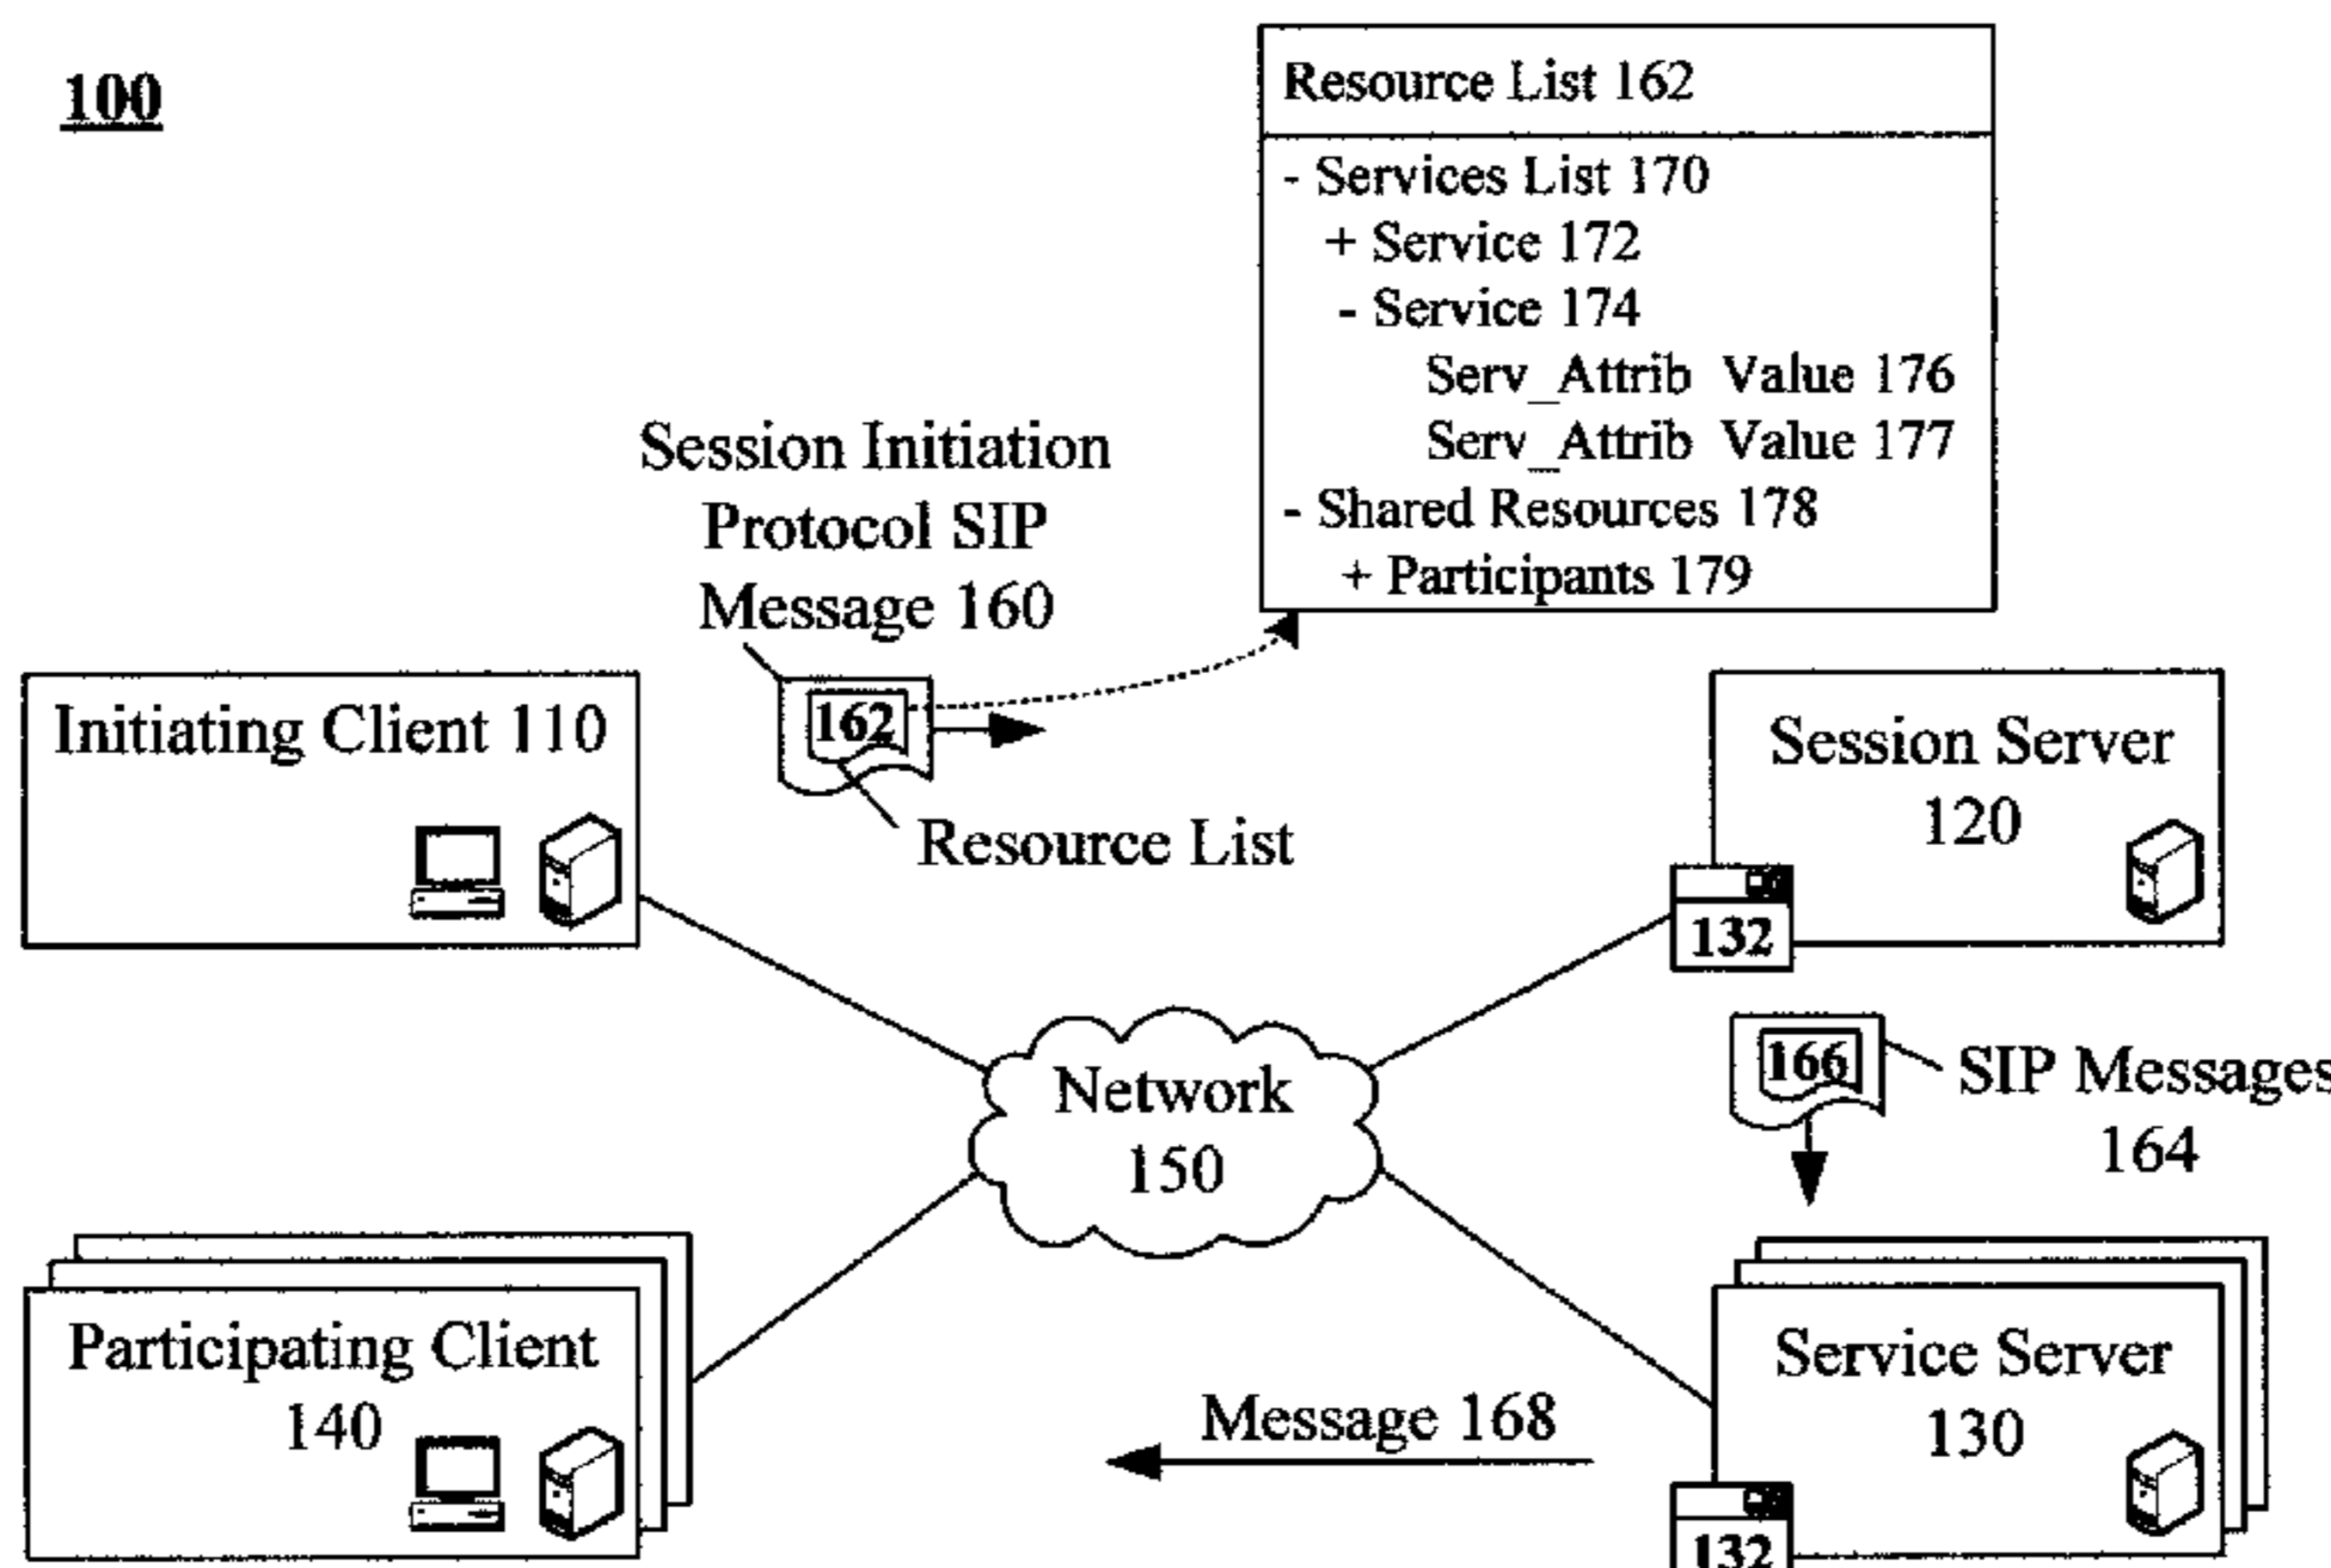 100
Resource List 162
- Services List 170
+ Service 172
- Service 174
Serv_Attrib Value 176
Serv_Attrib Value 177
- Shared Resources 178
+ Participants 179
Session Initiation
Protocol SIP
Message 160
162
Resource List
Initiating Client 110
Session Server
120
132
166
SIP Messages
164
Network
150
Participating Client
140
Message 168
Service Server
130
132